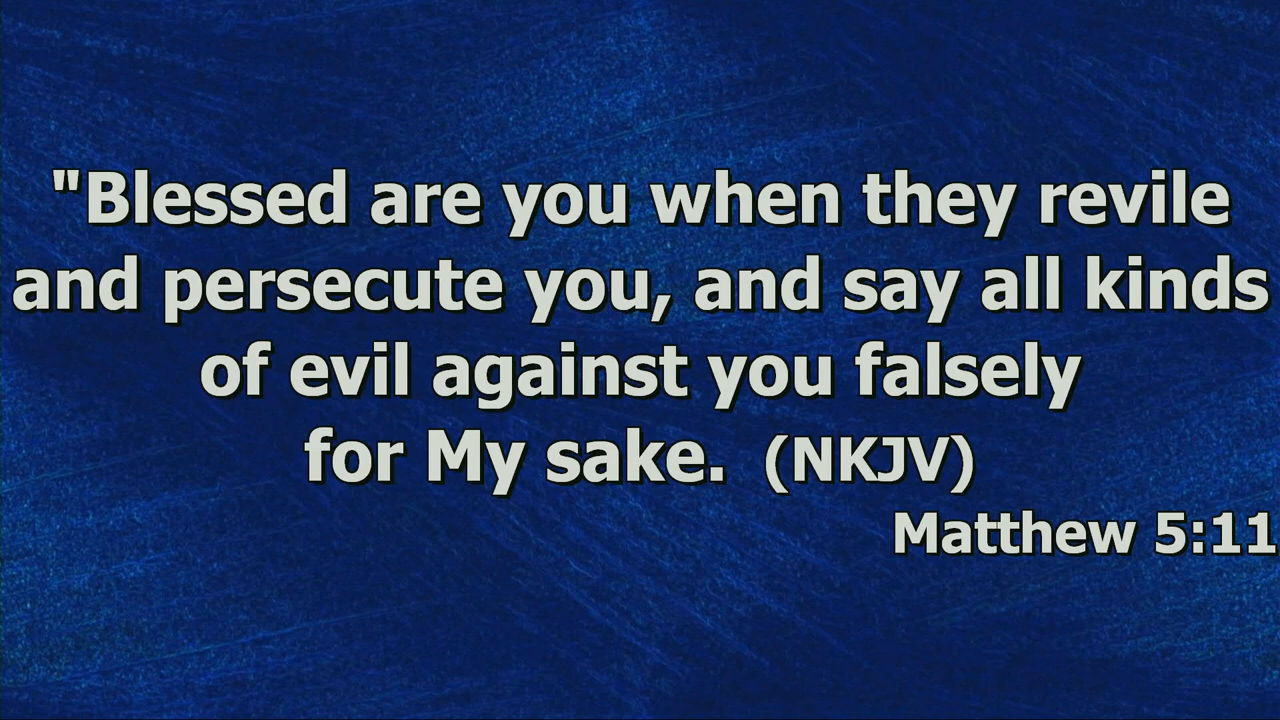 "Blessed are you when they revile
and persecute you, and say all kinds
of evil against you falsely
for My sake. (NKJV)
Matthew 5:11